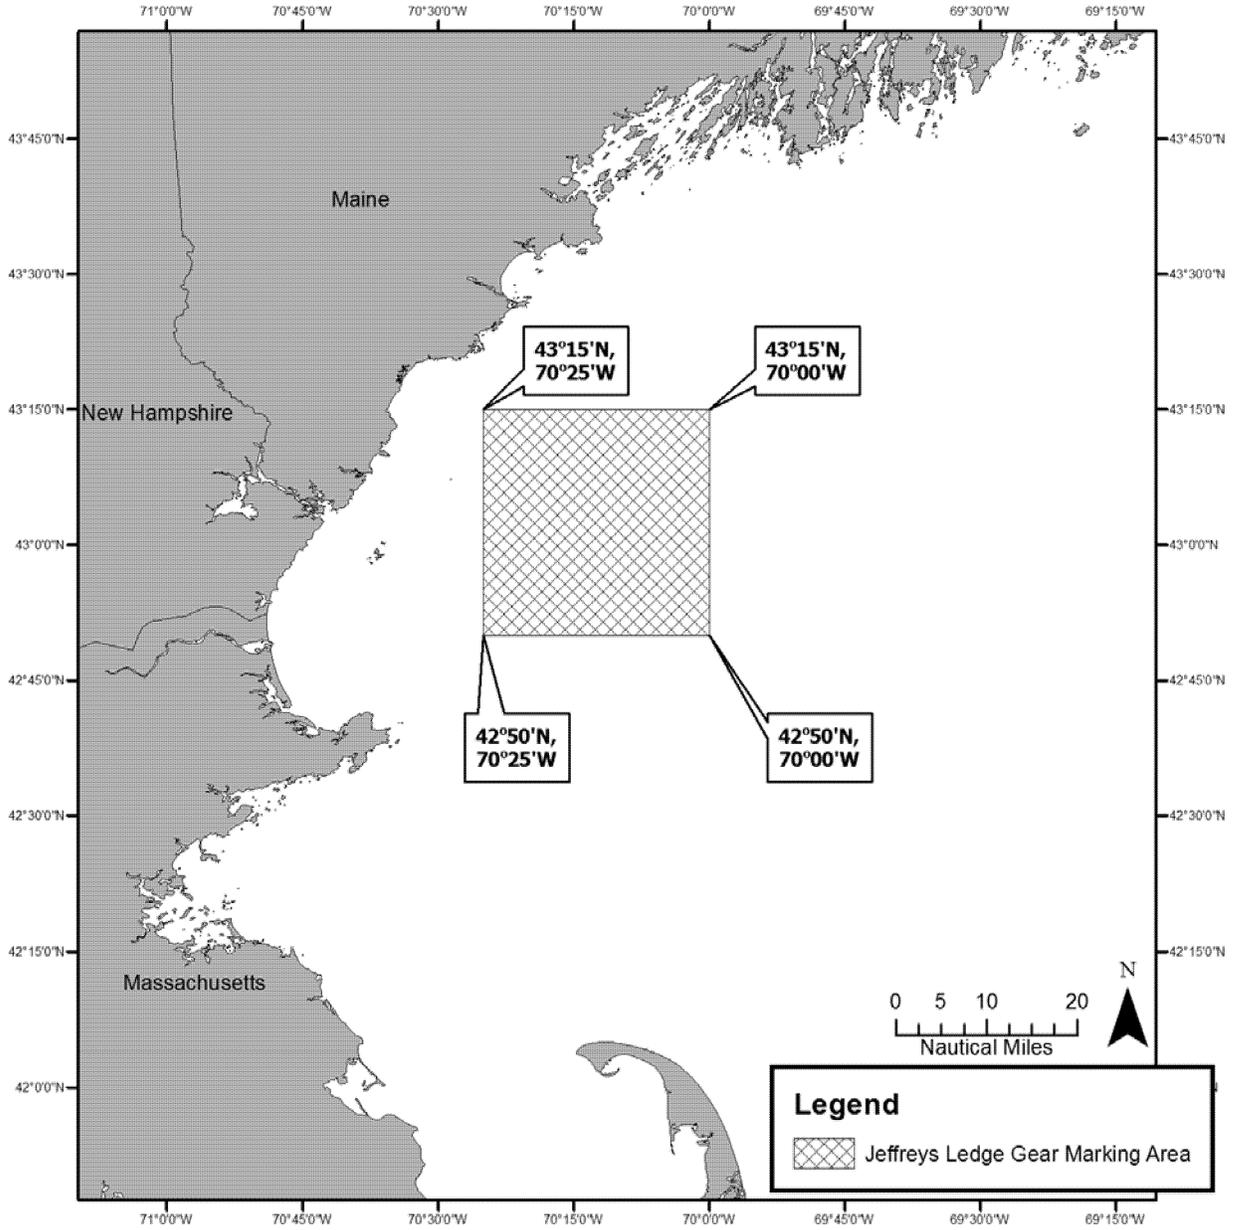 71°0'0"W 70°45'0"W 70°30'0"W 70°15'0"W 70°0'0"W 69°45'0"W 69°30'0"W 69°15'0"W
43°45'0"N 43°45'0"N
Maine
43°30'0"N 43°30'0"N
43°15'N, 43°15'N,
70°25'W 70°00'W
43°15'0"N 43°15'0"N
New Hampshire
43°0'0"N 43°0'0"N
42°45'0"N 42°45'0"N
42°50'N, 42°50'N,
70°25'W 70°00'W
42°30'0"N 42°30'0"N
42°15'0"N 42°15'0"N
Massachusetts
N
0 5 10 20
Nautical Miles
42°0'0"N
Legend
Jeffreys Ledge Gear Marking Area
71°0'0"W 70°45'0"W 70°30'0"W 70°15'0"W 70°0'0"W 69°45'0"W 69°30'0"W 69°15'0"W